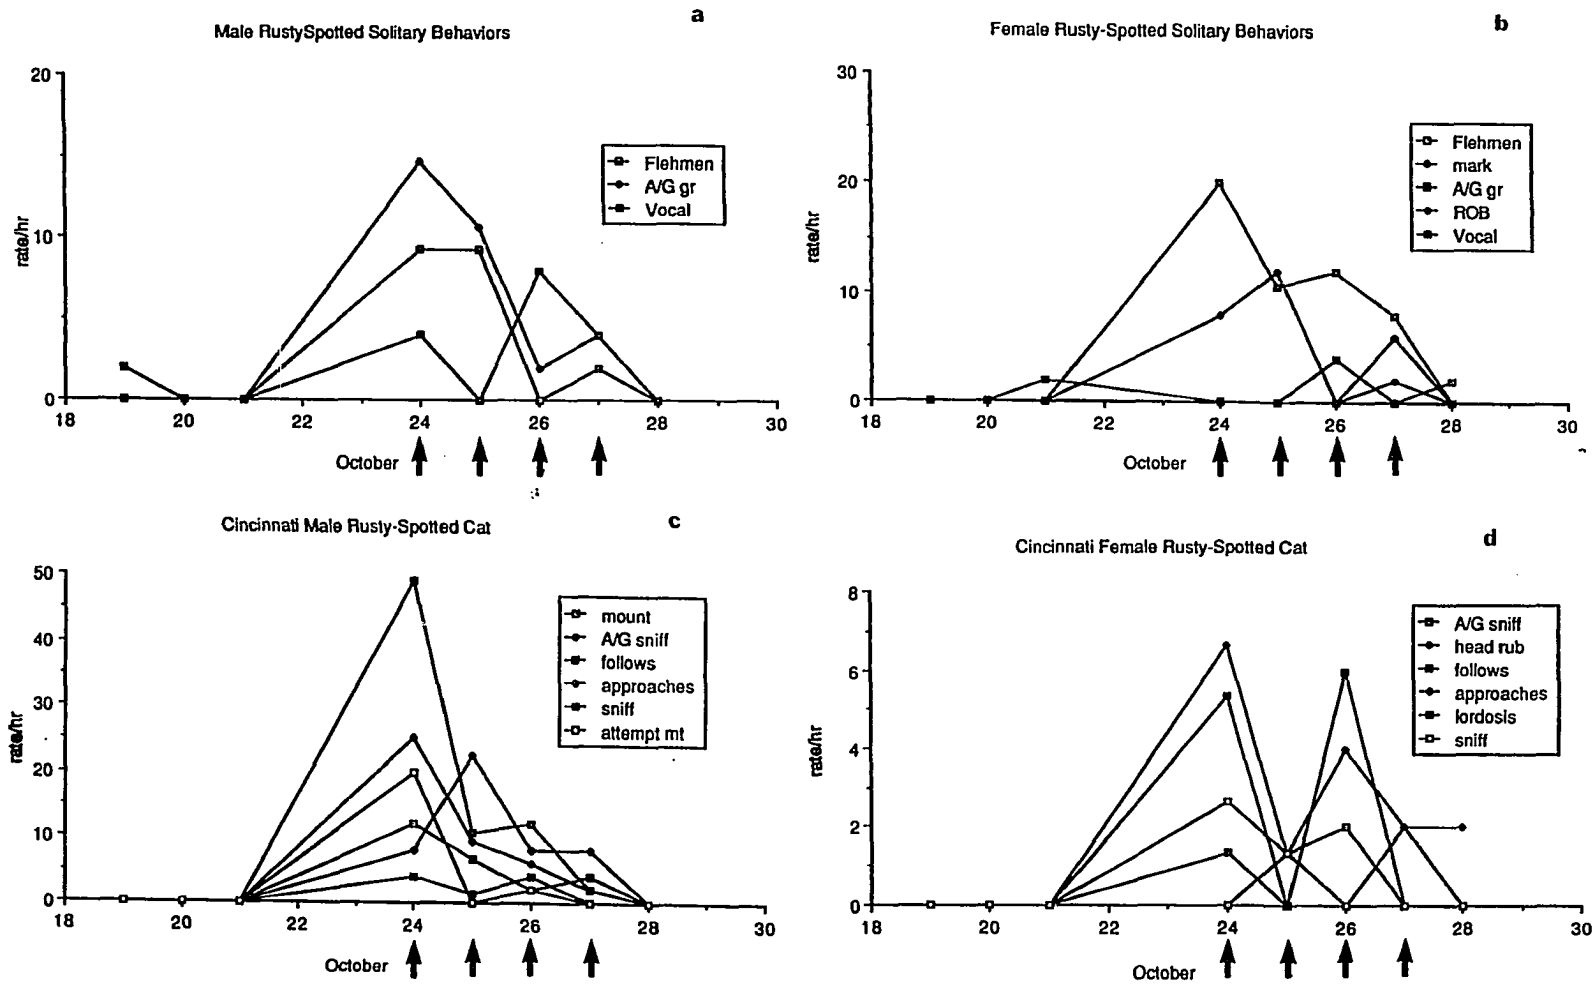 a
Male RustySpotted Solitary Behaviors
20
10
0
rate/hr
Flehmen
A/G gr
Vocal
18 20 22 24 26 28 30
October
b
Female Rusty-Spotted Solitary Behaviors
30
20
10
0
rate/hr
Flehmen
mark
A/G gr
ROB
Vocal
18 20 22 24 26 28 30
October
c
Cincinnati Male Rusty-Spotted Cat
50
40
30
20
10
0
rate/hr
mount
A/G sniff
follows
approaches
sniff
attempt mt
18 20 22 24 26 28 30
October
d
Cincinnati Female Rusty-Spotted Cat
8
6
4
2
0
rate/hr
A/G sniff
head rub
follows
approaches
lordosis
sniff
18 20 22 24 26 28 30
October